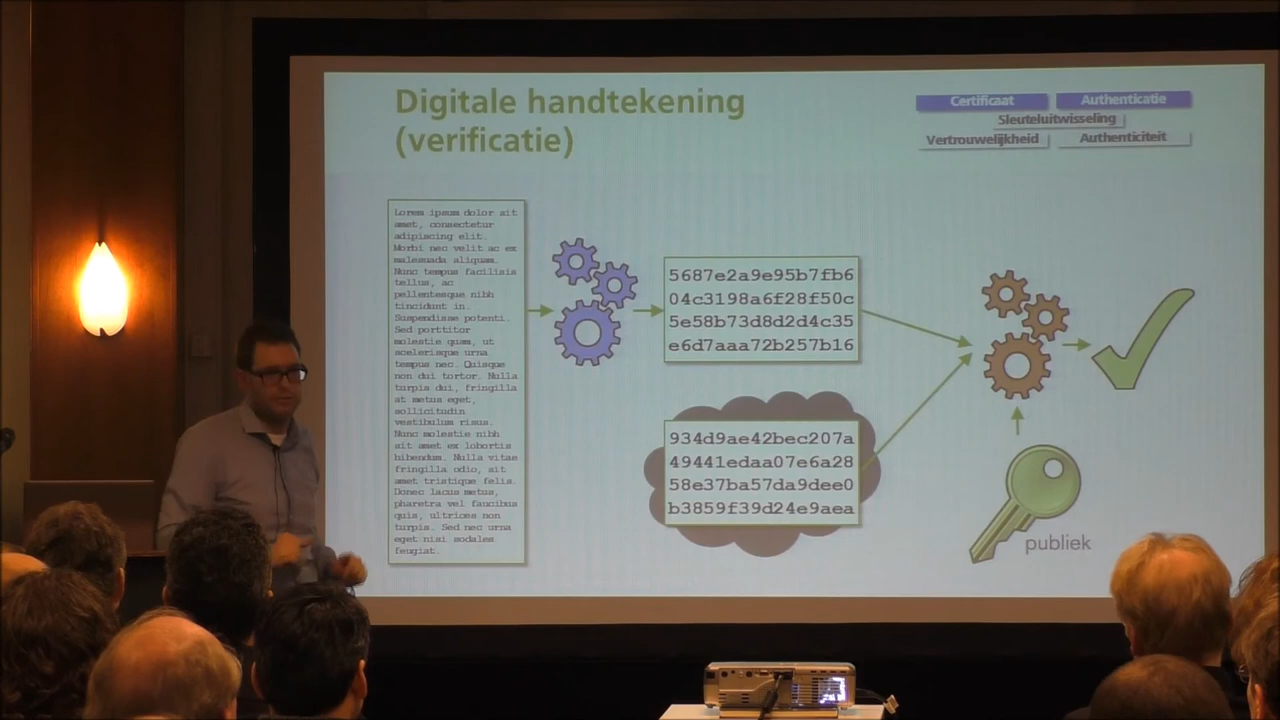 Digitale handtekening
(verificatie)
Certificaat
Authenticatie
Sleuteluitwisseling
Vertrouwelijkheid
Authenticiteit
Lorem ipsum dolor sit
amet, consectetur
adipiscing elit.
Morbi nec velit ac ex
malesuada aliquam.
Nunc tempus facilisis
tellus, ac
pellentesque nibh
tincidunt in.
Suspendisse potenti.
Sed porttitor
molestie quam, ut
scelerisque urna
tempus nec. Quisque
non dui tortor. Nulla
turpis dui, fringilla
at metus eget,
sollicitudin
vestibulum risus.
Nunc molestie nibh
sit amet ex lobortis
bibendum. Nulla vitae
fringilla odio, sit
amet tristique felis.
Donec lacus metus,
pharetra vel faucibus
quis, ultrices non
turpis. Sed nec urna
eget nisi sodales
feugiat.
5687e2a9e95b7fb6
04c3198a6f28f50c
5e58b73d8d2d4c35
e6d7aaa72b257b16
934d9ae42bec207a
49441edaa07e6a28
58e37ba57da9dee0
b3859f39d24e9aea
publiek